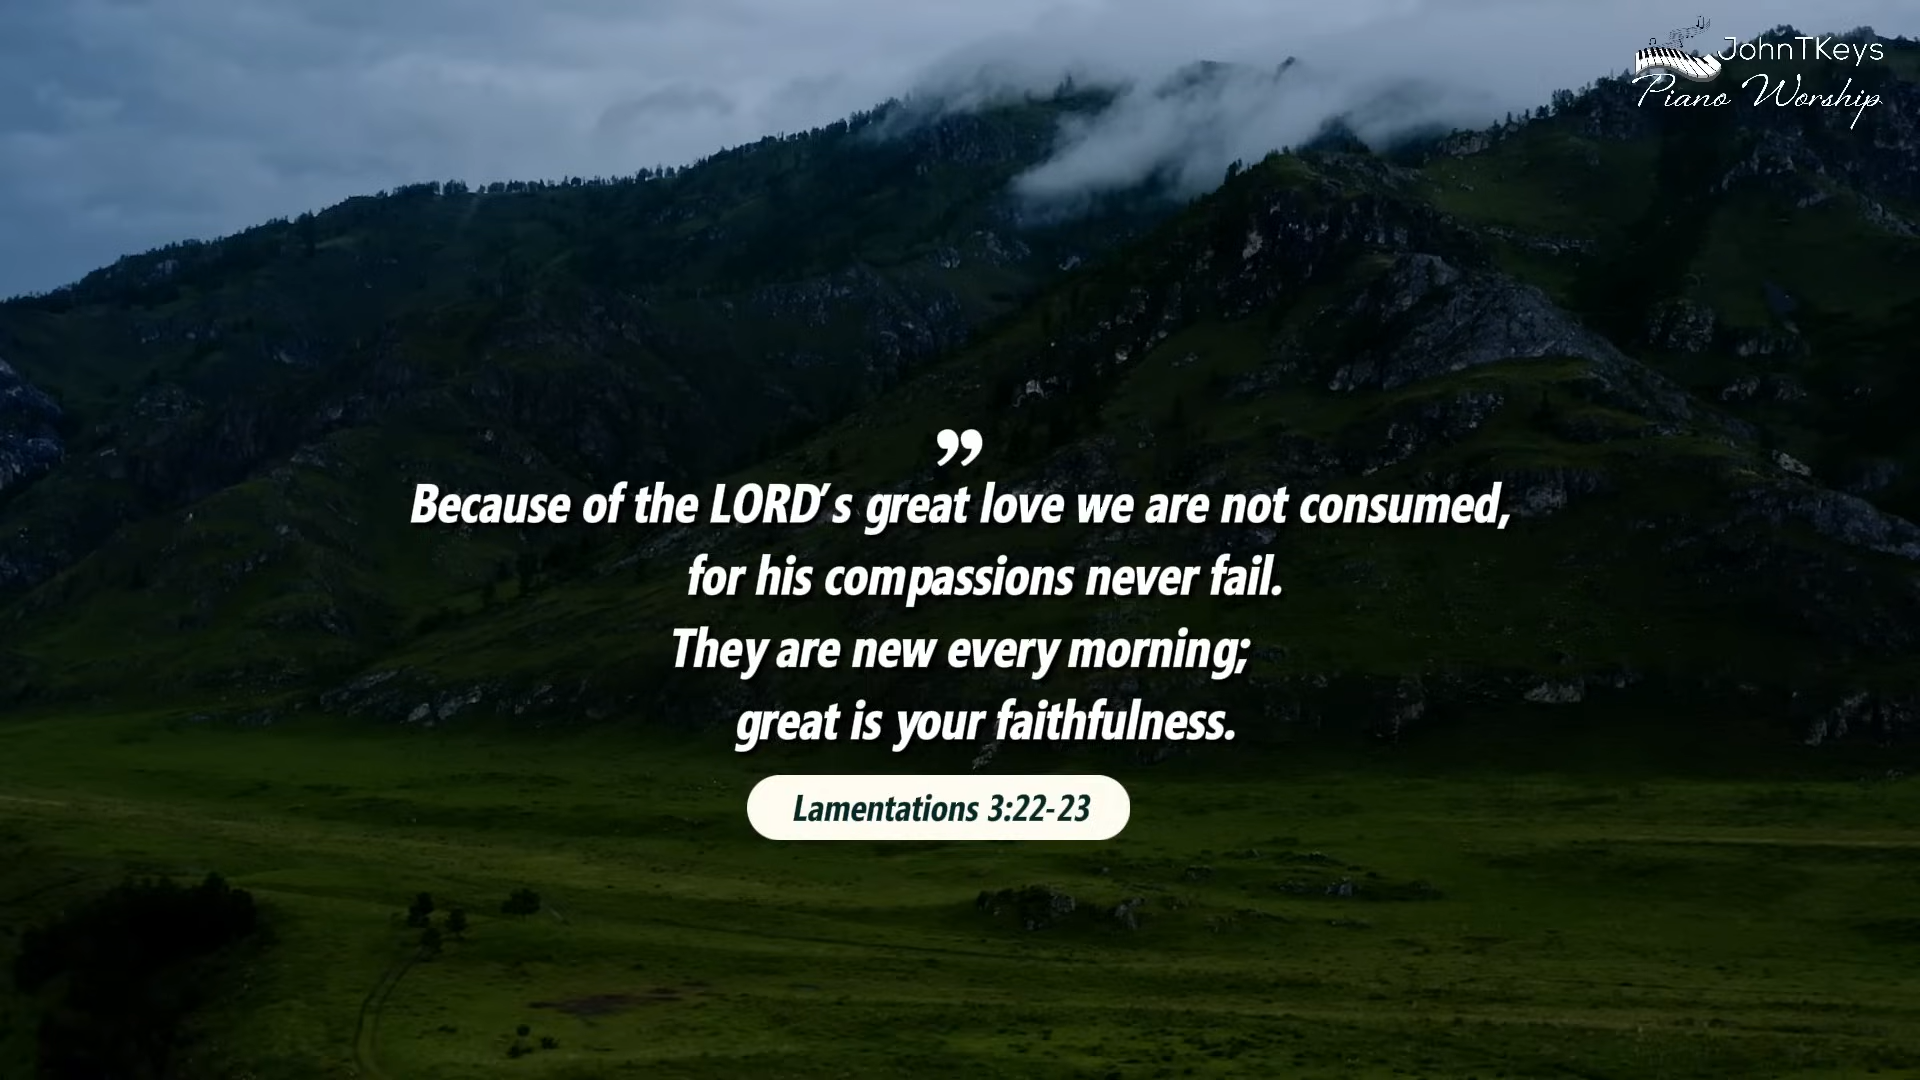 JohnTKeys
Piano Worship
”
Because of the LORD’s great love we are not consumed,
for his compassions never fail.
They are new every morning;
great is your faithfulness.
Lamentations 3:22-23